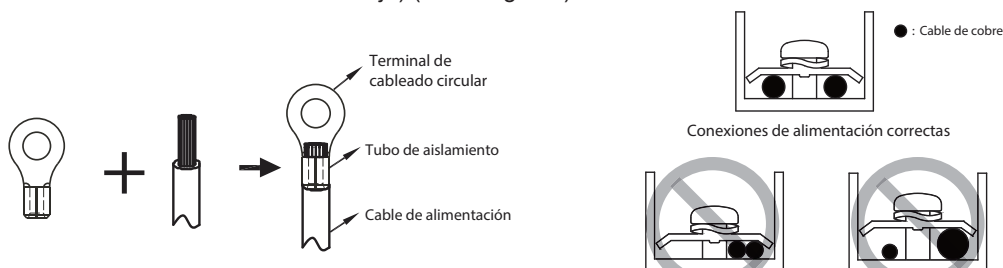 Terminal de
cableado circular
Tubo de aislamiento
Cable de alimentación
: Cable de cobre
Conexiones de alimentación correctas